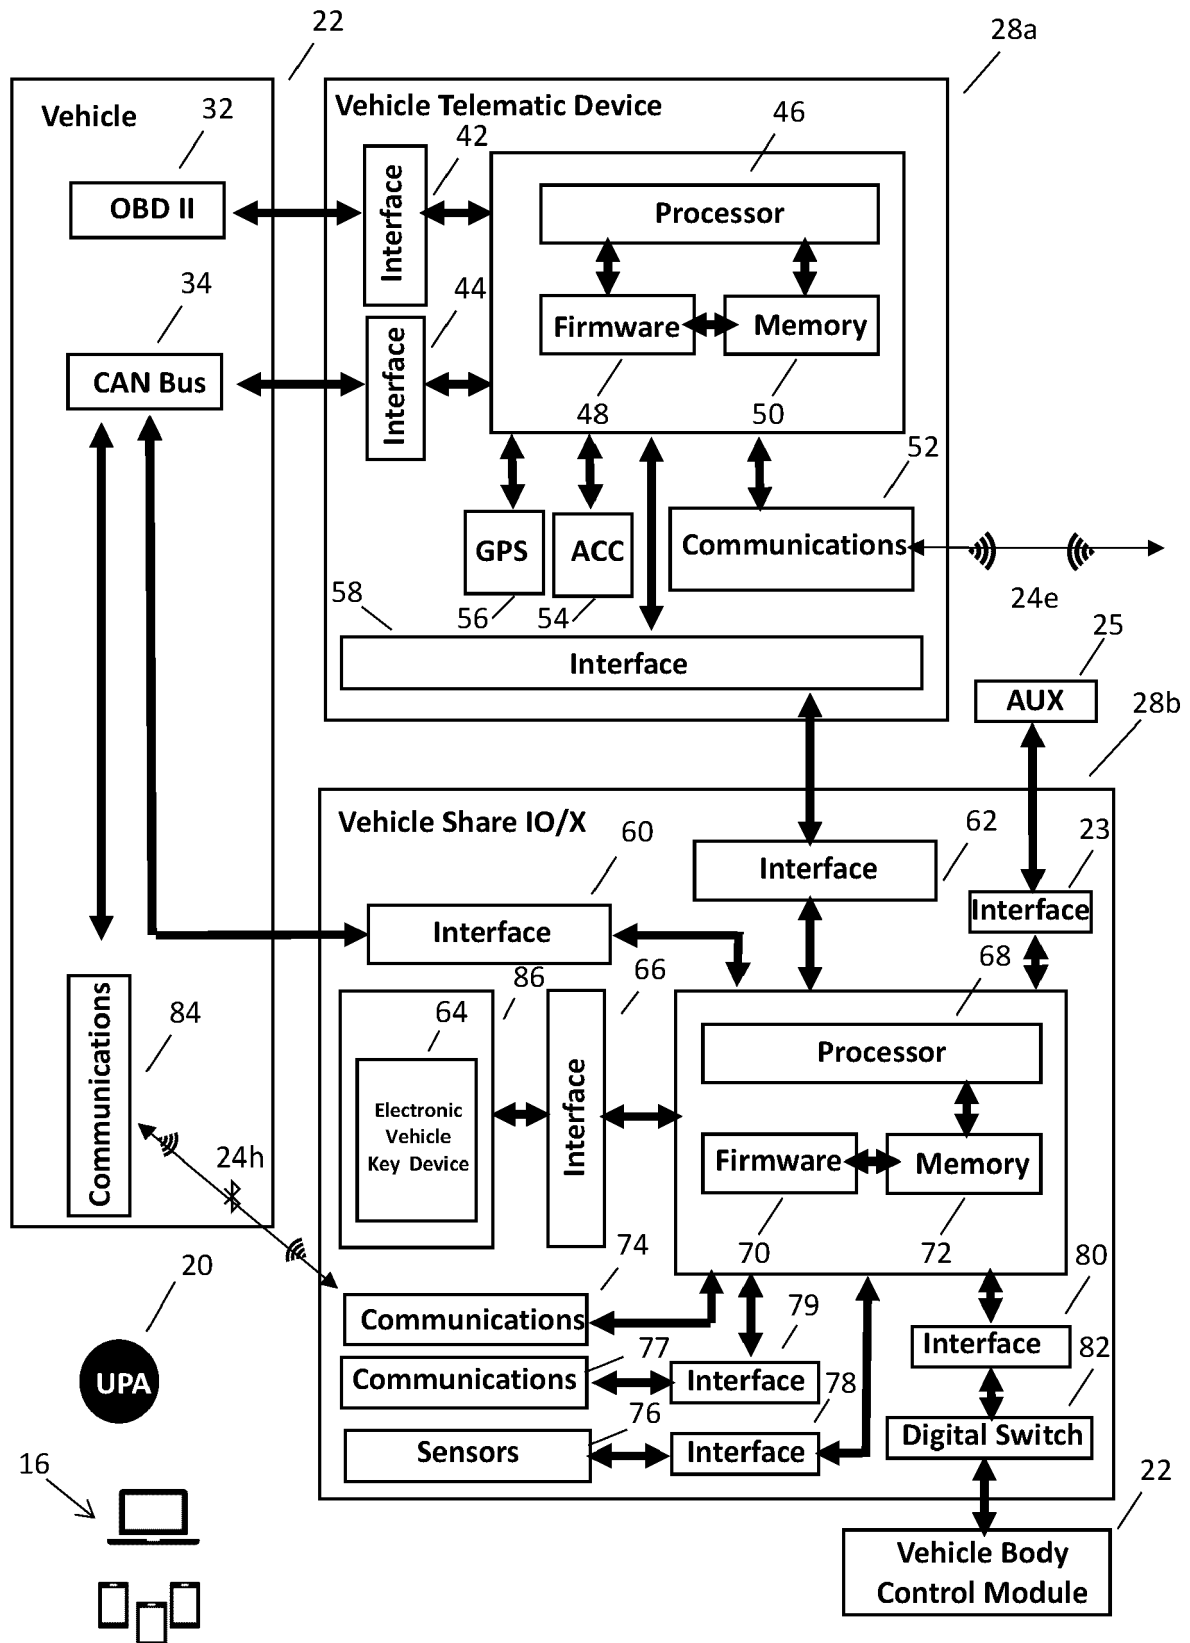 22
28a
Vehicle
Vehicle Telematic Device
32
42
46
OBD II
Interface
Processor
34
44
CAN Bus
Interface
Firmware
Memory
48
50
52
GPS
ACC
Communications
58
56
54
24e
Interface
25
AUX
28b
Vehicle Share IO/X
60
62
23
Interface
Interface
Interface
84
Communications
86
66
68
64
Processor
Electronic
Vehicle
Key Device
Interface
Firmware
Memory
24h
70
72
74
80
20
Communications
79
Interface
82
UPA
77
Communications
Interface
78
76
Digital Switch
Sensors
Interface
16
22
Vehicle Body
Control Module